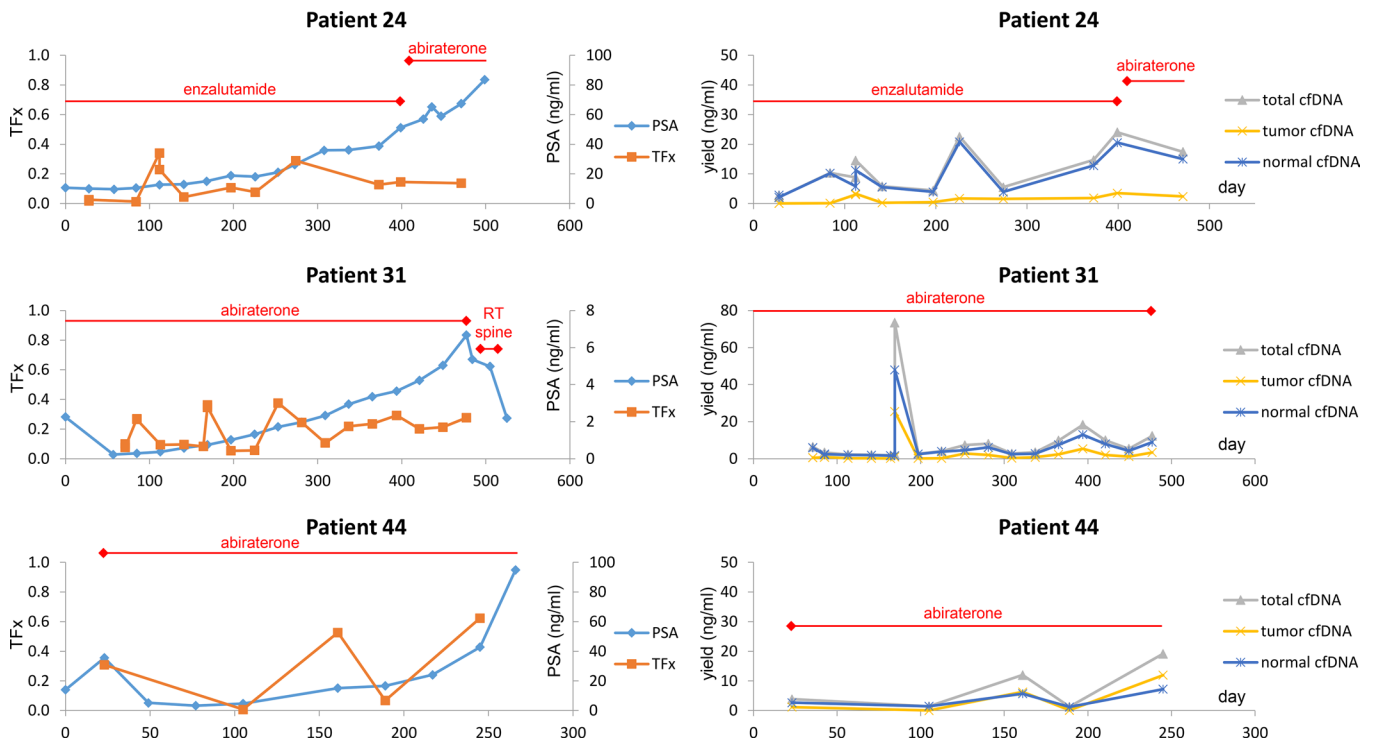 Patient 24
abiraterone
enzalutamide
TFx
1.0
0.8
0.6
0.4
0.2
0.0
0 100 200 300 400 500 600
100
80
60
40
20
0
PSA (ng/ml)
PSA
TFx
Patient 24
abiraterone
enzalutamide
yield (ng/ml)
50
40
30
20
10
0
0 100 200 300 400 500
day
total cfDNA
tumor cfDNA
normal cfDNA
Patient 31
abiraterone
RT
spine
TFx
1.0
0.8
0.6
0.4
0.2
0.0
0 100 200 300 400 500 600
8
6
4
2
0
PSA (ng/ml)
PSA
TFx
Patient 31
abiraterone
yield (ng/ml)
80
60
40
20
0
0 100 200 300 400 500 600
day
total cfDNA
tumor cfDNA
normal cfDNA
Patient 44
abiraterone
TFx
1.0
0.8
0.6
0.4
0.2
0.0
0 50 100 150 200 250 300
100
80
60
40
20
0
PSA (ng/ml)
PSA
TFx
Patient 44
abiraterone
yield (ng/ml)
50
40
30
20
10
0
0 50 100 150 200 250 300
day
total cfDNA
tumor cfDNA
normal cfDNA